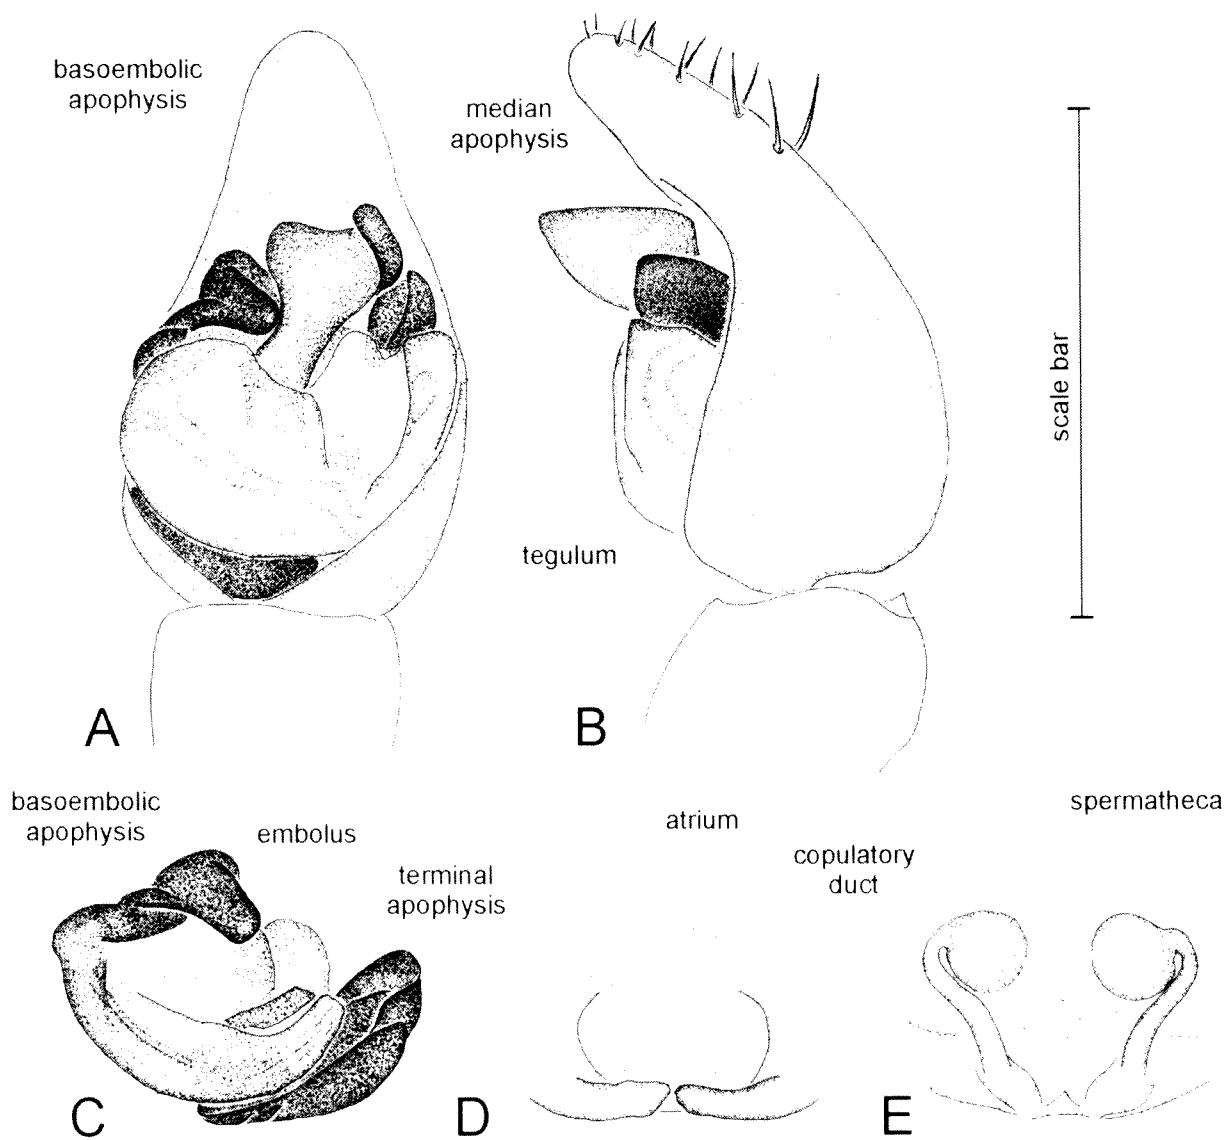 basoembolic
apophysis
median
apophysis
scale bar
tegulum
A
B
basoembolic
apophysis
embolus
terminal
apophysis
atrium
copulatory
duct
spermatheca
C
D
E